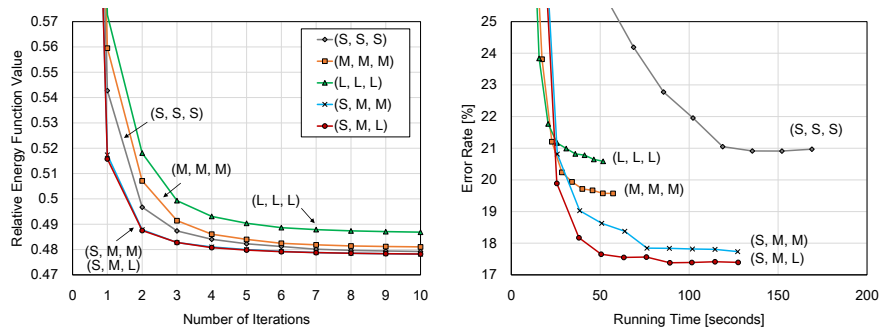 0.57
0.56
0.55
0.54
0.53
0.52
0.51
0.5
0.49
0.48
0.47
Relative Energy Function Value
0 1 2 3 4 5 6 7 8 9 10
Number of Iterations
(S, S, S)
(M, M, M)
(L, L, L)
(S, M, M)
(S, M, L)
(S, S, S)
(M, M, M)
(L, L, L)
(S, M, M)
(S, M, L)
25
24
23
22
21
20
19
18
17
Error Rate [%]
0 50 100 150 200
Running Time [seconds]
(S, S, S)
(L, L, L)
(M, M, M)
(S, M, M)
(S, M, L)